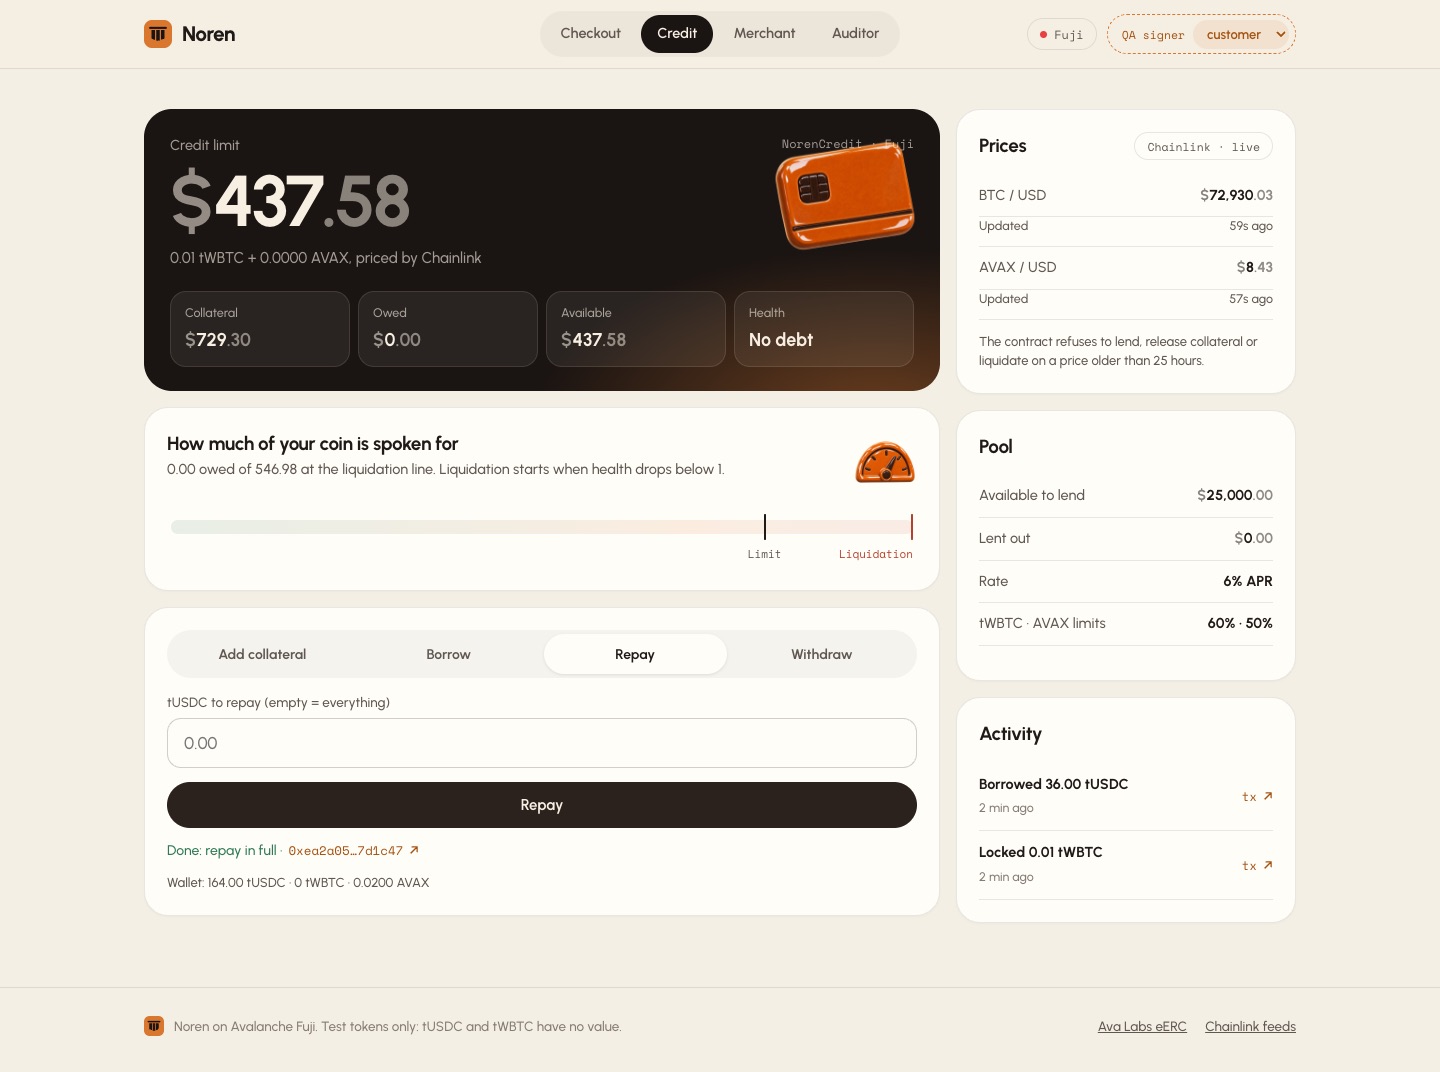 Noren
Checkout
Credit
Merchant
Auditor
Fuji
QA signer
customer
Credit limit
NorenCredit · Fuji
$437.58
0.01 tWBTC + 0.0000 AVAX, priced by Chainlink
Collateral
$729.30
Owed
$0.00
Available
$437.58
Health
No debt
How much of your coin is spoken for
0.00 owed of 546.98 at the liquidation line. Liquidation starts when health drops below 1.
Limit
Liquidation
Add collateral
Borrow
Repay
Withdraw
tUSDC to repay (empty = everything)
0.00
Repay
Done: repay in full · 0xea2a05…7d1c47 ↗
Wallet: 164.00 tUSDC · 0 tWBTC · 0.0200 AVAX
Prices
Chainlink · live
BTC / USD
$72,930.03
Updated
59s ago
AVAX / USD
$8.43
Updated
57s ago
The contract refuses to lend, release collateral or
liquidate on a price older than 25 hours.
Pool
Available to lend
$25,000.00
Lent out
$0.00
Rate
6% APR
tWBTC · AVAX limits
60% · 50%
Activity
Borrowed 36.00 tUSDC
2 min ago
tx ↗
Locked 0.01 tWBTC
2 min ago
tx ↗
Noren on Avalanche Fuji. Test tokens only: tUSDC and tWBTC have no value.
Ava Labs eERC
Chainlink feeds